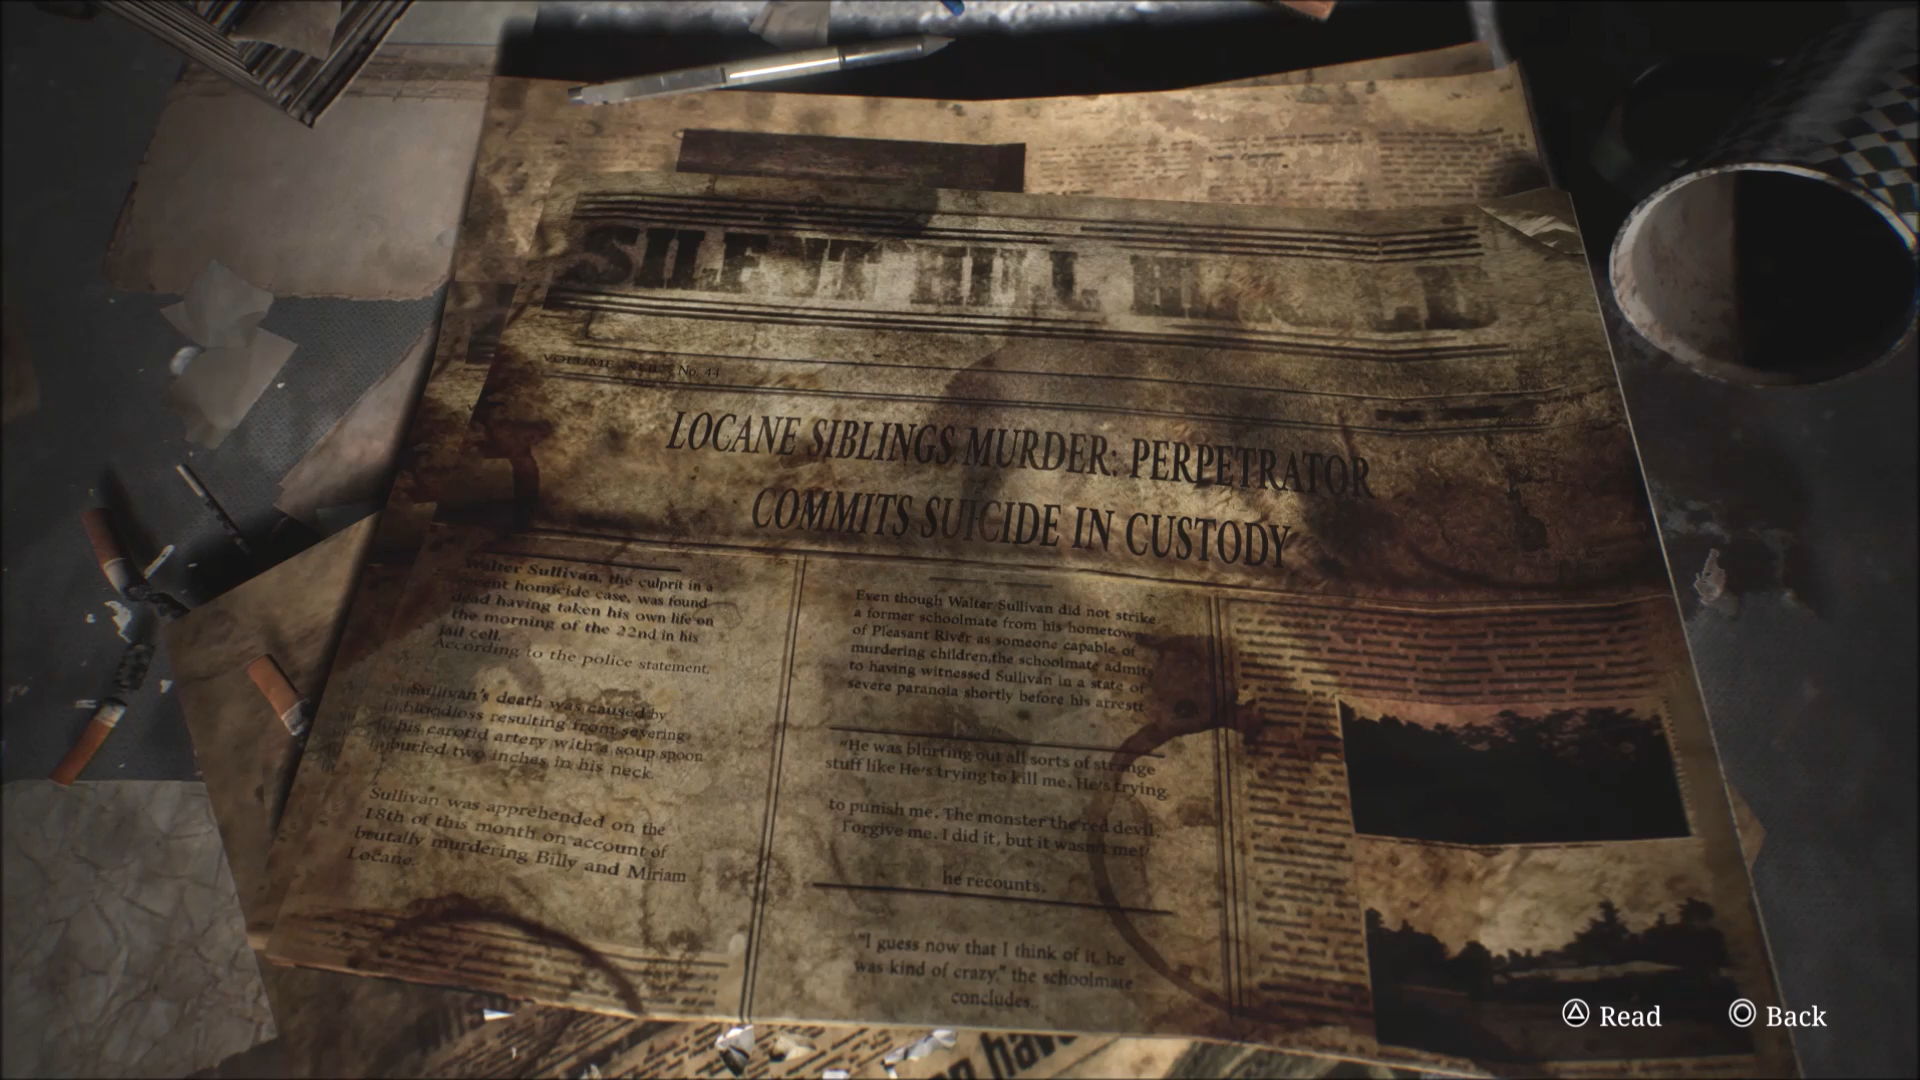 SILENT HILL HERALD
VOLUME No. 44
LOCANE SIBLINGS MURDER: PERPETRATOR
COMMITS SUICIDE IN CUSTODY
Walter Sullivan, the culprit in a
recent homicide case, was found
dead having taken his own life on
the morning of the 22nd in his
jail cell.
According to the police statement,
Sullivan's death was caused by
bloodloss resulting from severing
his carotid artery with a soup spoon
buried two inches in his neck.
Sullivan was apprehended on the
18th of this month on account of
brutally murdering Billy and Miriam
Locane.
Even though Walter Sullivan did not strike
a former schoolmate from his hometown
of Pleasant River as someone capable of
murdering children,the schoolmate admits
to having witnessed Sullivan in a state of
severe paranoia shortly before his arrestt
"He was blurting out all sorts of strange
stuff like He's trying to kill me. He's trying
to punish me. The monster the red devil.
Forgive me. I did it, but it wasn't me!
he recounts.
"I guess now that I think of it, he
was kind of crazy," the schoolmate
concludes.
Read
Back